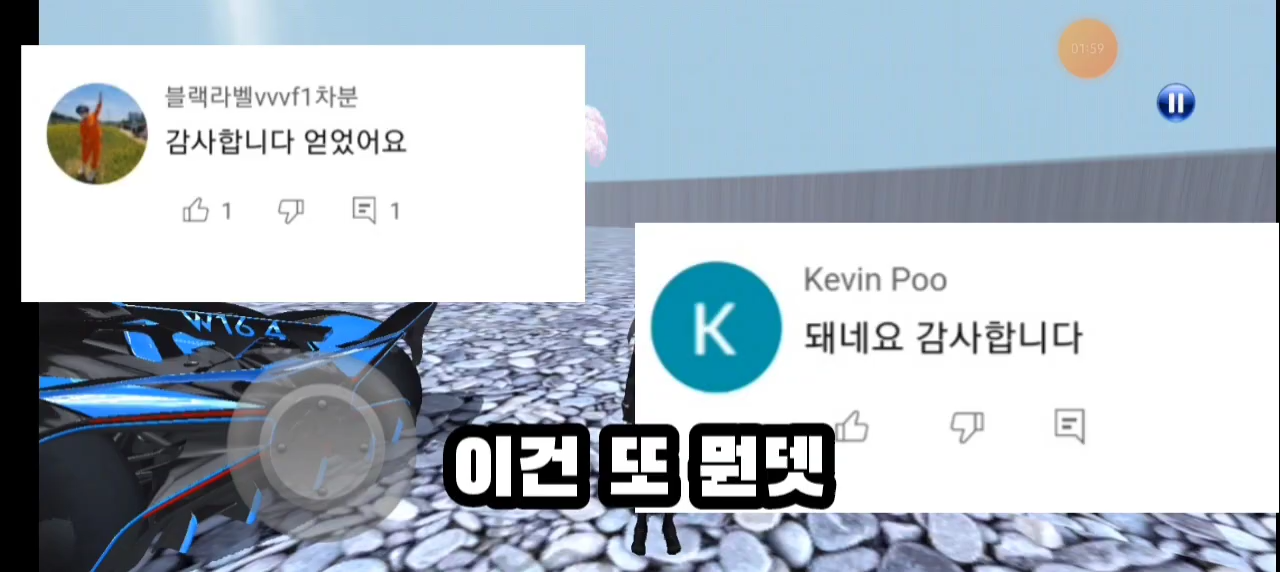 01:59
블랙라벨vvvf1차분
감사합니다 얻었어요
1
1
Kevin Poo
K
돼네요 감사합니다
W16 4
이건 또 뭔뎃